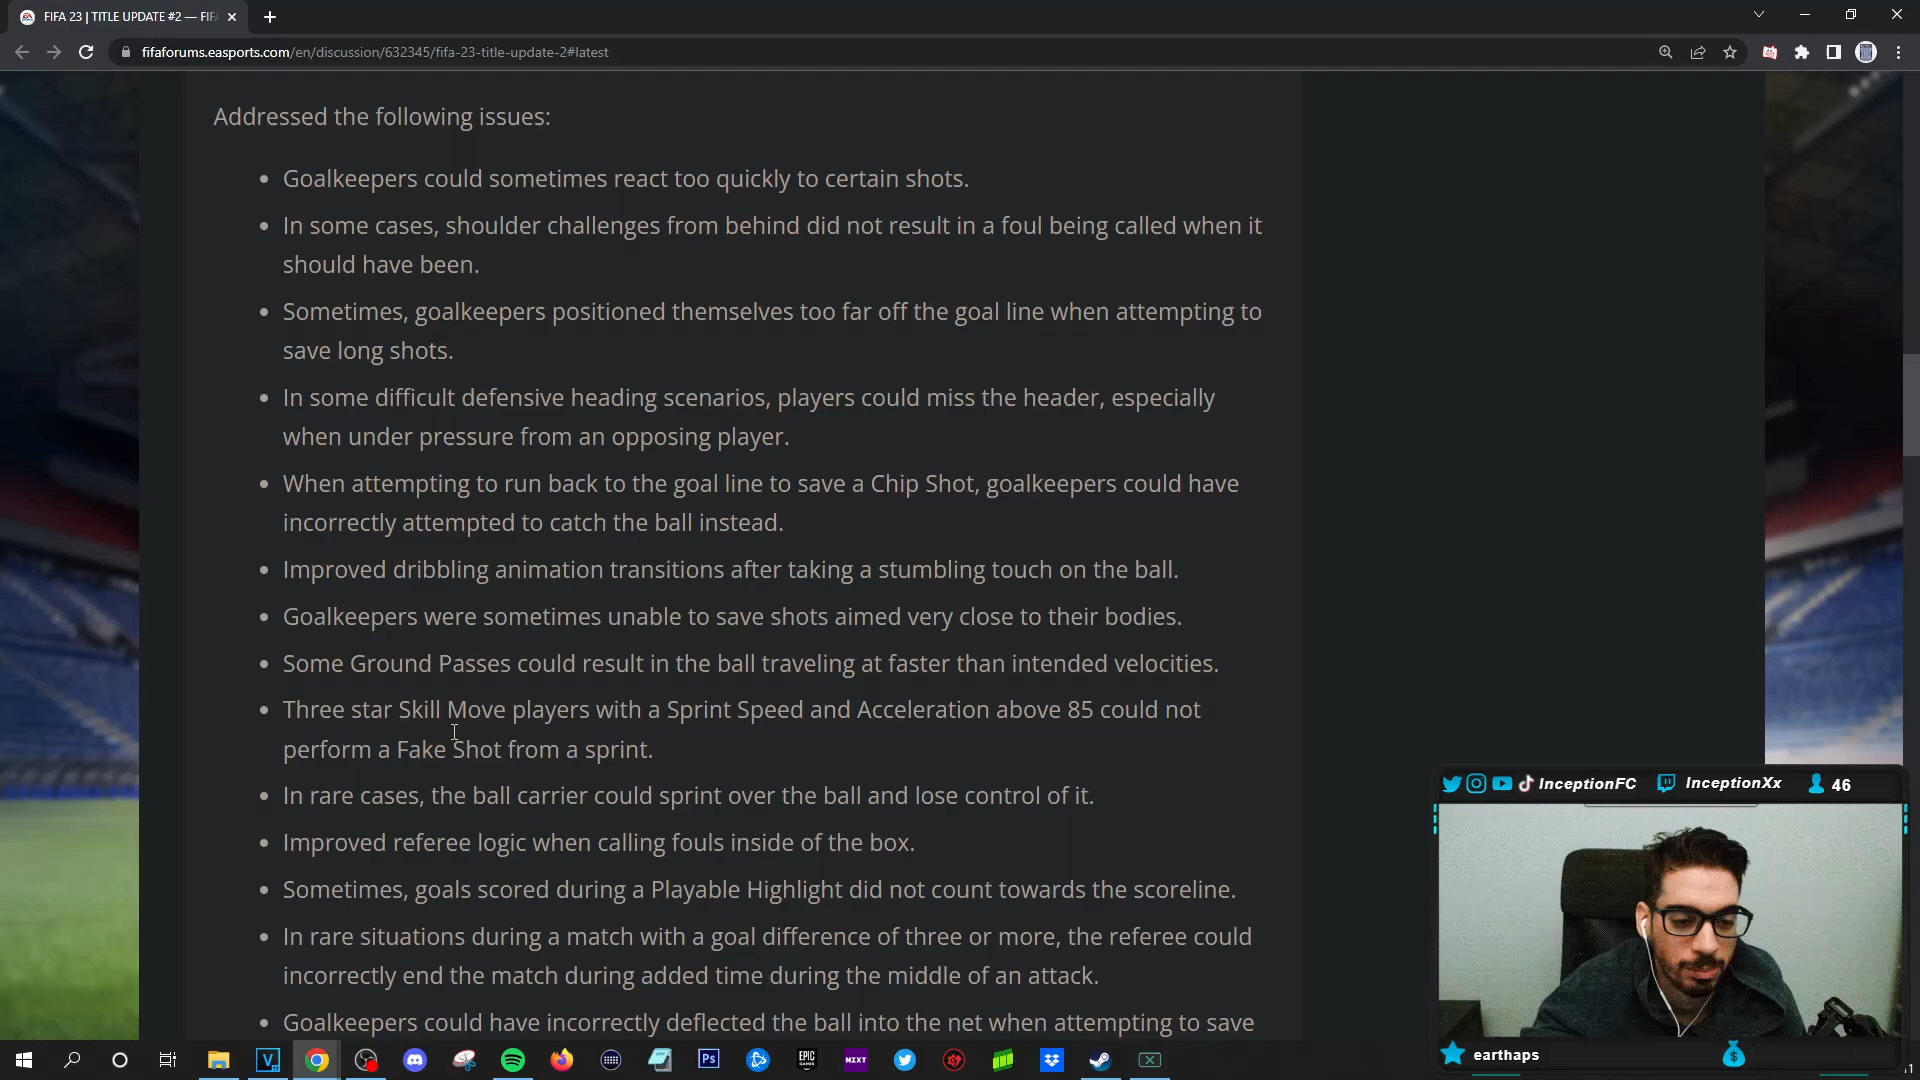 FIFA 23 | TITLE UPDATE #2 — FIF
fifaforums.easports.com/en/discussion/632345/fifa-23-title-update-2#latest
Addressed the following issues:
• Goalkeepers could sometimes react too quickly to certain shots.
• In some cases, shoulder challenges from behind did not result in a foul being called when it
should have been.
• Sometimes, goalkeepers positioned themselves too far off the goal line when attempting to
save long shots.
• In some difficult defensive heading scenarios, players could miss the header, especially
when under pressure from an opposing player.
• When attempting to run back to the goal line to save a Chip Shot, goalkeepers could have
incorrectly attempted to catch the ball instead.
• Improved dribbling animation transitions after taking a stumbling touch on the ball.
• Goalkeepers were sometimes unable to save shots aimed very close to their bodies.
• Some Ground Passes could result in the ball traveling at faster than intended velocities.
• Three star Skill Move players with a Sprint Speed and Acceleration above 85 could not
perform a Fake Shot from a sprint.
• In rare cases, the ball carrier could sprint over the ball and lose control of it.
• Improved referee logic when calling fouls inside of the box.
• Sometimes, goals scored during a Playable Highlight did not count towards the scoreline.
• In rare situations during a match with a goal difference of three or more, the referee could
incorrectly end the match during added time during the middle of an attack.
• Goalkeepers could have incorrectly deflected the ball into the net when attempting to save
InceptionFC InceptionXx 46
earthaps
Ps
EPIC
NZXT